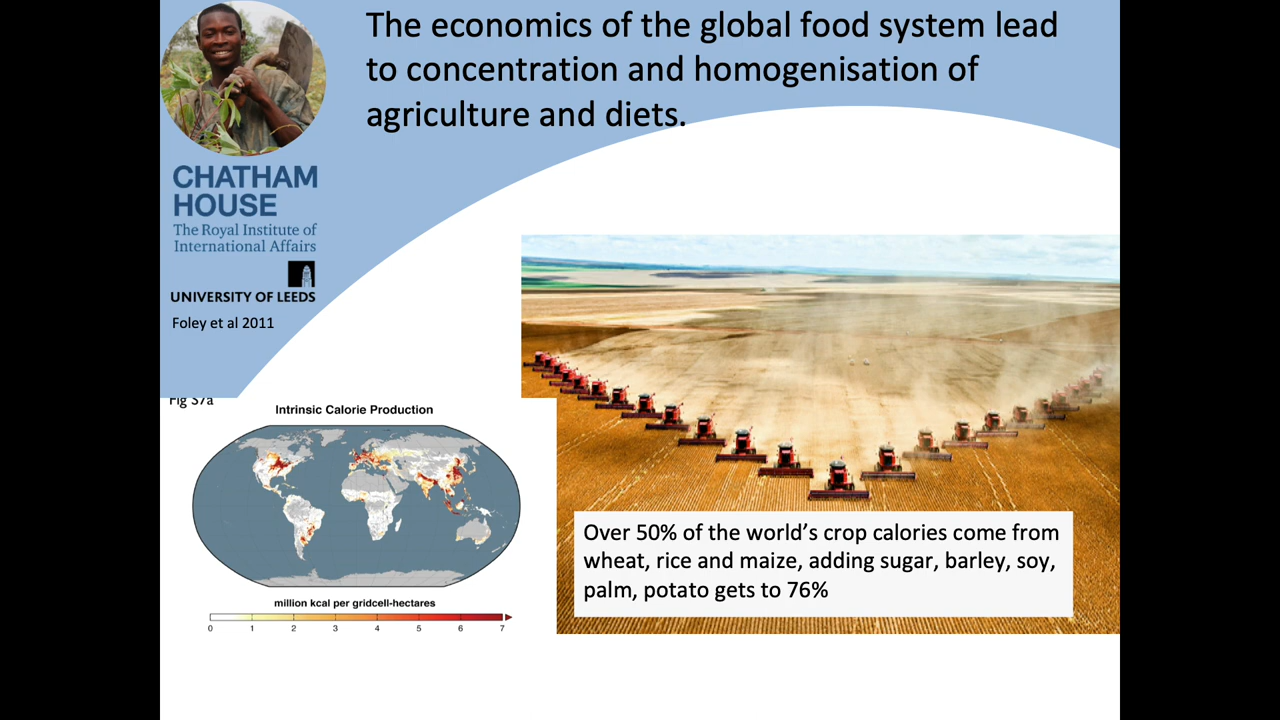 The economics of the global food system lead
to concentration and homogenisation of
agriculture and diets.
CHATHAM
HOUSE
The Royal Institute of
International Affairs
UNIVERSITY OF LEEDS
Foley et al 2011
Fig S7a
Intrinsic Calorie Production
million kcal per gridcell-hectares
0 1 2 3 4 5 6 7
Over 50% of the world’s crop calories come from
wheat, rice and maize, adding sugar, barley, soy,
palm, potato gets to 76%